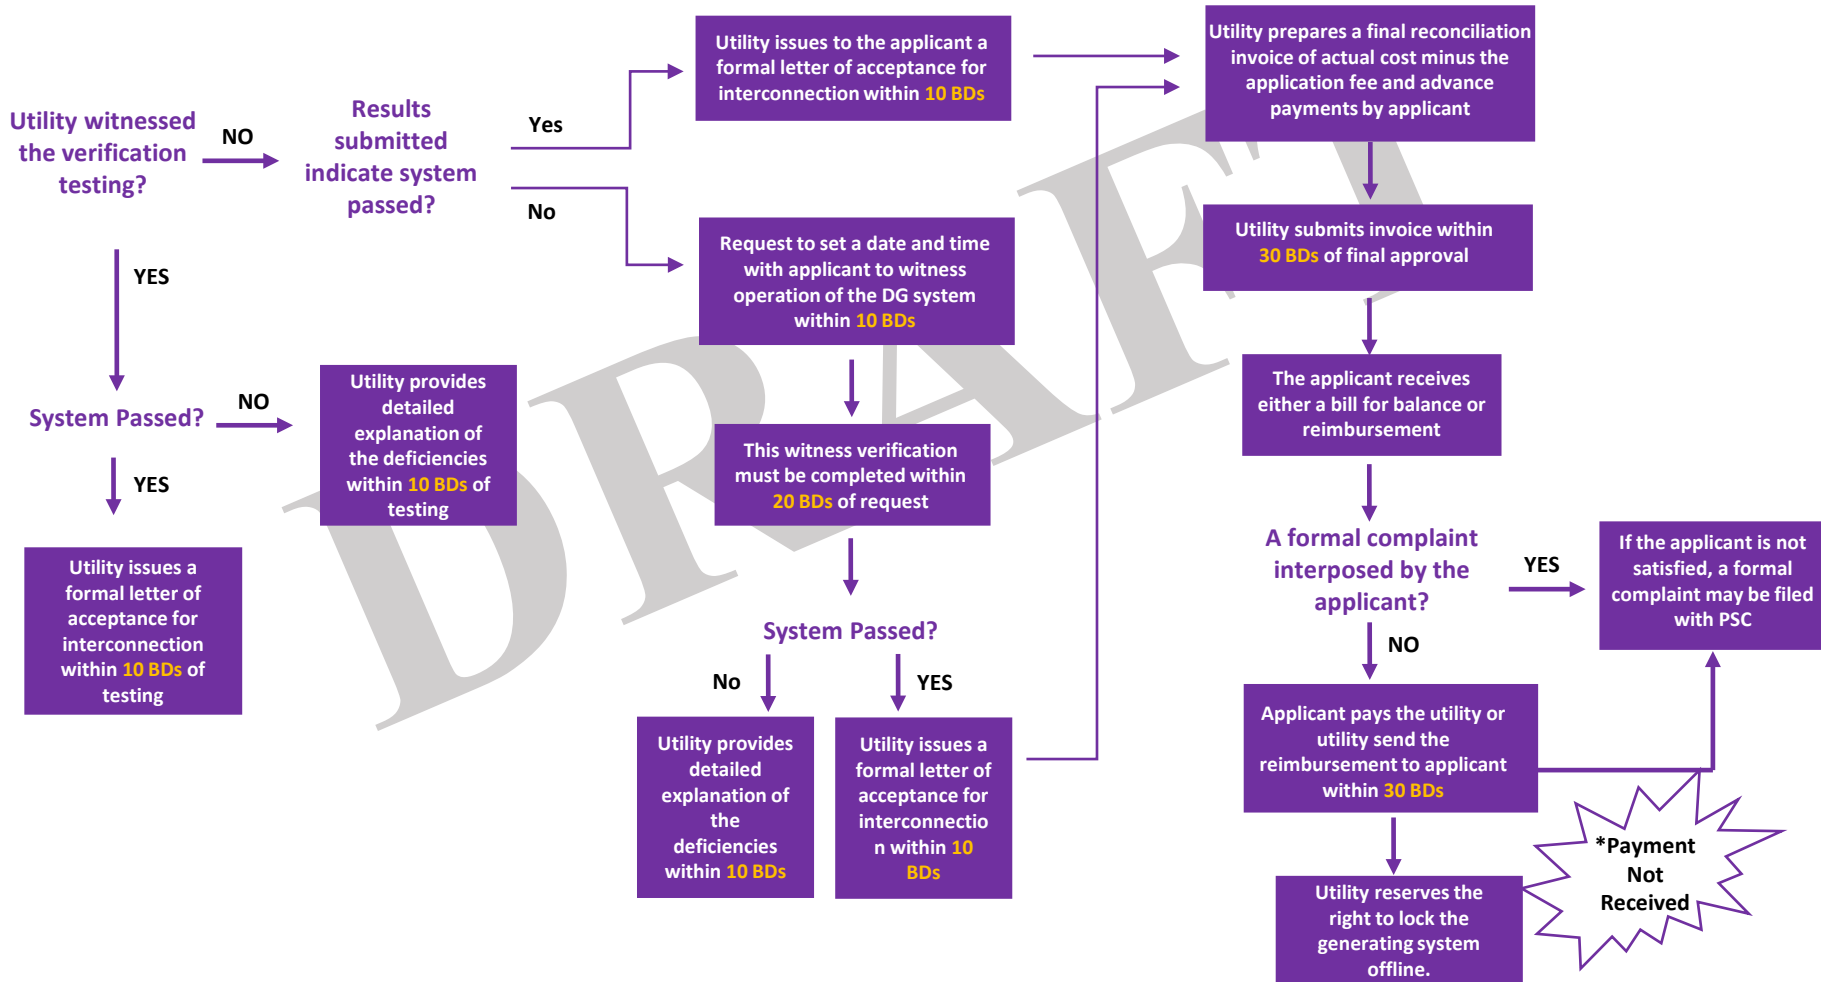 Utility witnessed
the verification
testing?
NO
YES
System Passed?
NO
YES
Utility issues a
formal letter of
acceptance for
interconnection
within 10 BDs of
testing
Utility provides
detailed
explanation of
the deficiencies
within 10 BDs of
testing
Results
submitted
indicate system
passed?
Yes
No
Utility issues to the applicant a
formal letter of acceptance for
interconnection within 10 BDs
Request to set a date and time
with applicant to witness
operation of the DG system
within 10 BDs
This witness verification
must be completed within
20 BDs of request
System Passed?
No
YES
Utility provides
detailed
explanation of
the
deficiencies
within 10 BDs
Utility issues a
formal letter of
acceptance for
interconnectio
n within 10
BDs
Utility prepares a final reconciliation
invoice of actual cost minus the
application fee and advance
payments by applicant
Utility submits invoice within
30 BDs of final approval
The applicant receives
either a bill for balance or
reimbursement
A formal complaint
interposed by the
applicant?
YES
NO
If the applicant is not
satisfied, a formal
complaint may be filed
with PSC
Applicant pays the utility or
utility send the
reimbursement to applicant
within 30 BDs
*Payment
Not
Received
Utility reserves the
right to lock the
generating system
offline.
DRAFT